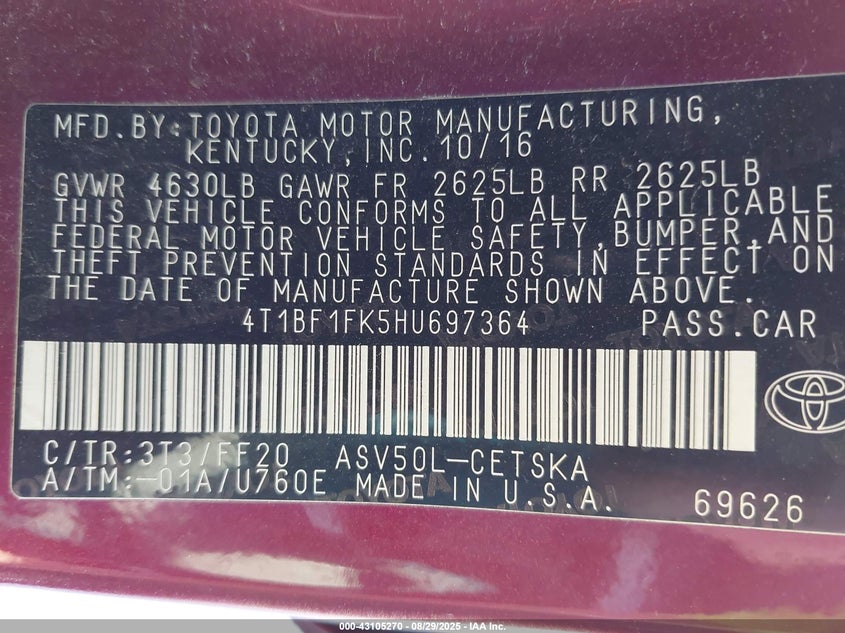 MFD.BY:TOYOTA MOTOR MANUFACTURING,
KENTUCKY,INC.10/16
GVWR 4630LB GAWR FR 2625LB RR 2625LB
THIS VEHICLE CONFORMS TO ALL APPLICABLE
FEDERAL MOTOR VEHICLE SAFETY,BUMPER,AND
THEFT PREVENTION STANDARDS IN EFFECT ON
THE DATE OF MANUFACTURE SHOWN ABOVE.
4T1BF1FK5HU697364 PASS.CAR
C/TR:3T3/FF20 ASV50L-CETSKA
A/TM:-01A/U760E MADE IN U.S.A.
69626
000-43105270 - 08/29/2025 - IAA Inc.